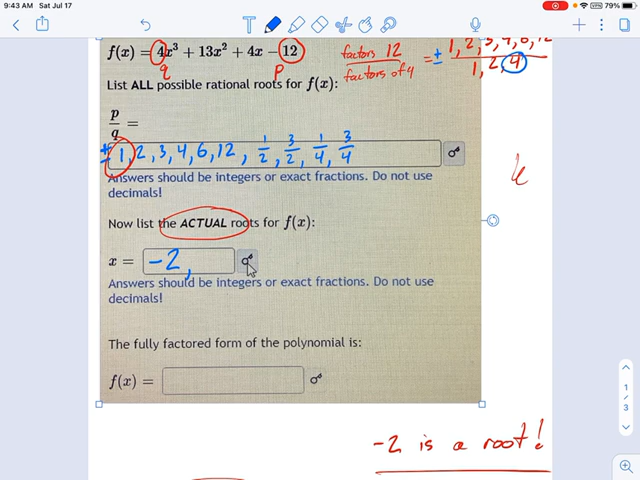 9:43 AM Sat Jul 17
79%
f(x) = 4x³ + 13x² + 4x − 12
q p
factors 12 / factors of 4 = ± 1, 2, 3, 4, 6, 12 / 1, 2, 4
List ALL possible rational roots for f(x):
p/q =
± 1, 2, 3, 4, 6, 12, 1/2, 3/2, 1/4, 3/4
Answers should be integers or exact fractions. Do not use
decimals!
Now list the ACTUAL roots for f(x):
x = −2,
Answers should be integers or exact fractions. Do not use
decimals!
The fully factored form of the polynomial is:
f(x) =
-2 is a root!
1
/
3